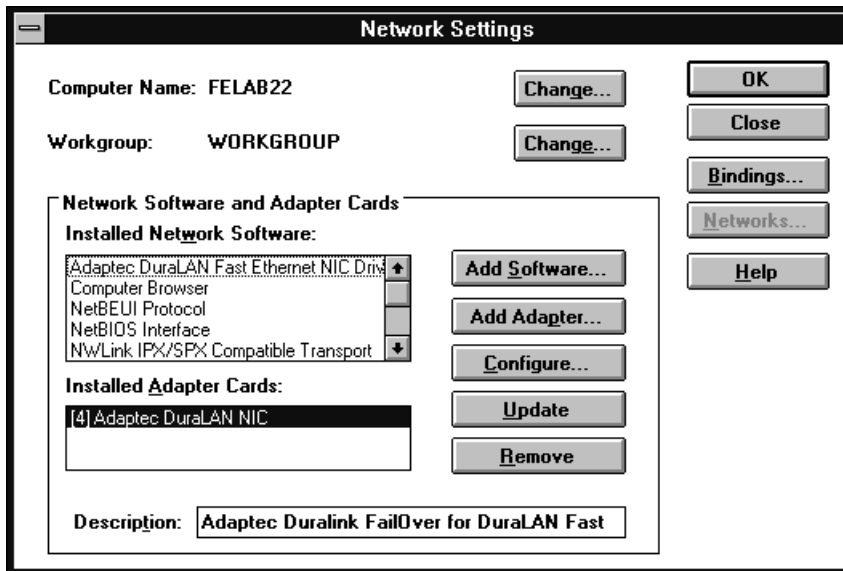 Network Settings
Computer Name: FELAB22 Change...
Workgroup: WORKGROUP Change...
OK
Close
Bindings...
Networks...
Help
Network Software and Adapter Cards
Installed Network Software:
Adaptec DuraLAN Fast Ethernet NIC Driv
Computer Browser
NetBEUI Protocol
NetBIOS Interface
NWLink IPX/SPX Compatible Transport
Add Software...
Add Adapter...
Configure...
Update
Remove
Installed Adapter Cards:
[4] Adaptec DuraLAN NIC
Description: Adaptec Duralink FailOver for DuraLAN Fast